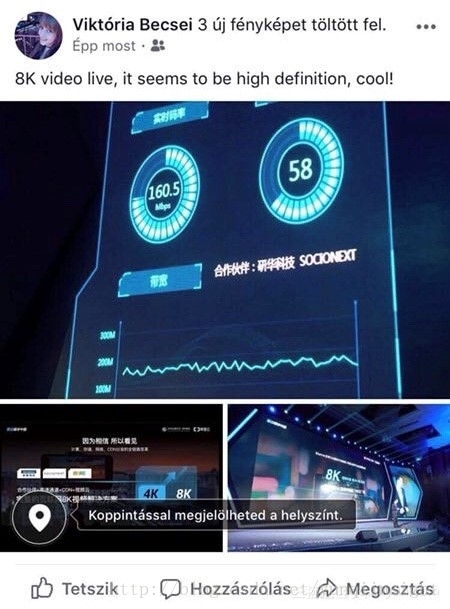 Viktória Becsei 3 új fényképet töltött fel.
Épp most ·
8K video live, it seems to be high definition, cool!
实时码率
160.5
Mbps
58
合作伙伴：研华科技 SOCIONEXT
带宽
300M
200M
100M
因为相信 所以看见
4K
8K
8K
Koppintással megjelölheted a helyszínt.
Tetszik
Hozzászólás
Megosztás